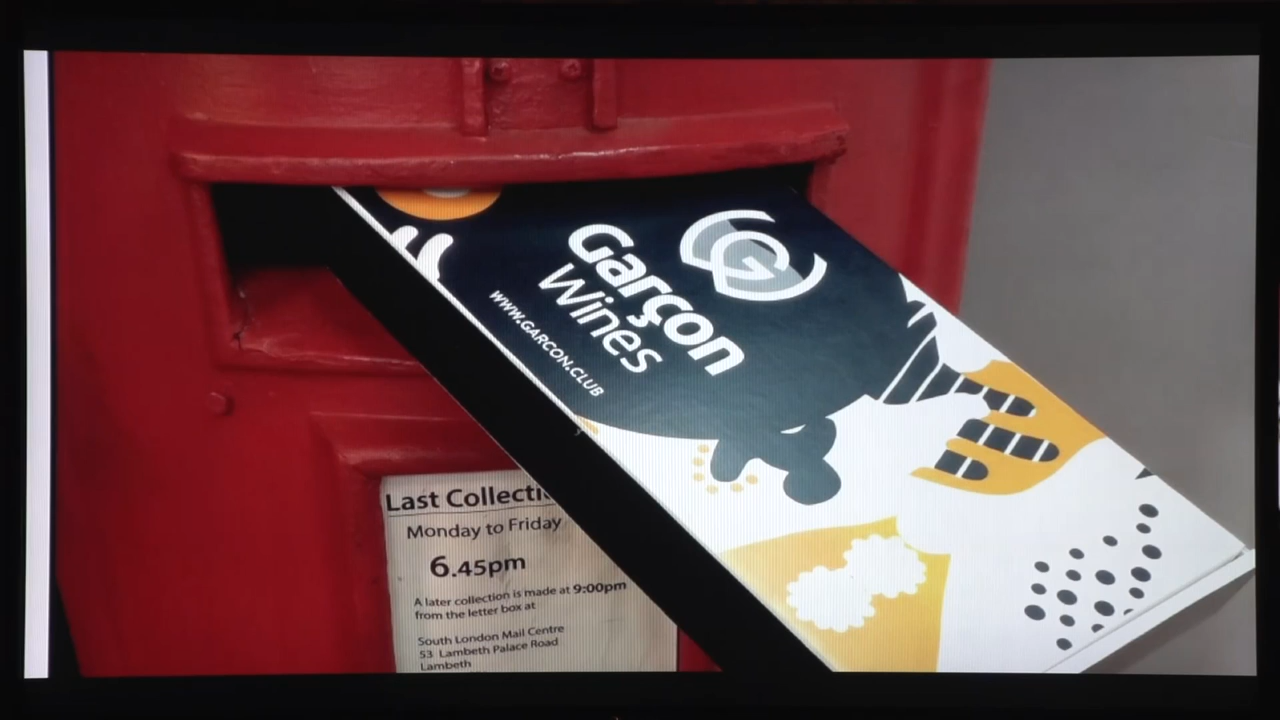 Garçon
Wines
WWW.GARCON.CLUB
Last
Monday to Friday
6.45pm
A later collection is made at 9:00pm
from the letter box at
South London Mail Centre
53 Lambeth Palace Road
Lambeth